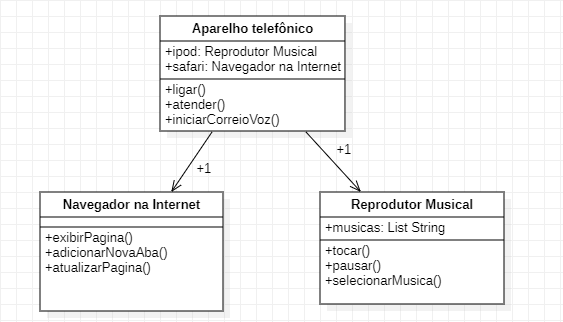 Aparelho telefônico
+ipod: Reprodutor Musical
+safari: Navegador na Internet
+ligar()
+atender()
+iniciarCorreioVoz()
+1
+1
Navegador na Internet
+exibirPagina()
+adicionarNovaAba()
+atualizarPagina()
Reprodutor Musical
+musicas: List String
+tocar()
+pausar()
+selecionarMusica()